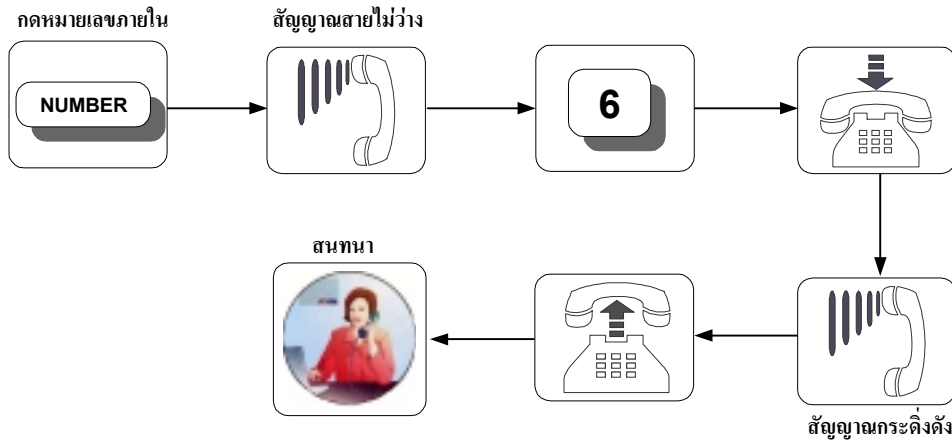 กดหมายเลขภายใน
สัญญาณสายไม่ว่าง
NUMBER
6
สนทนา
สัญญาณกระดิ่งดัง